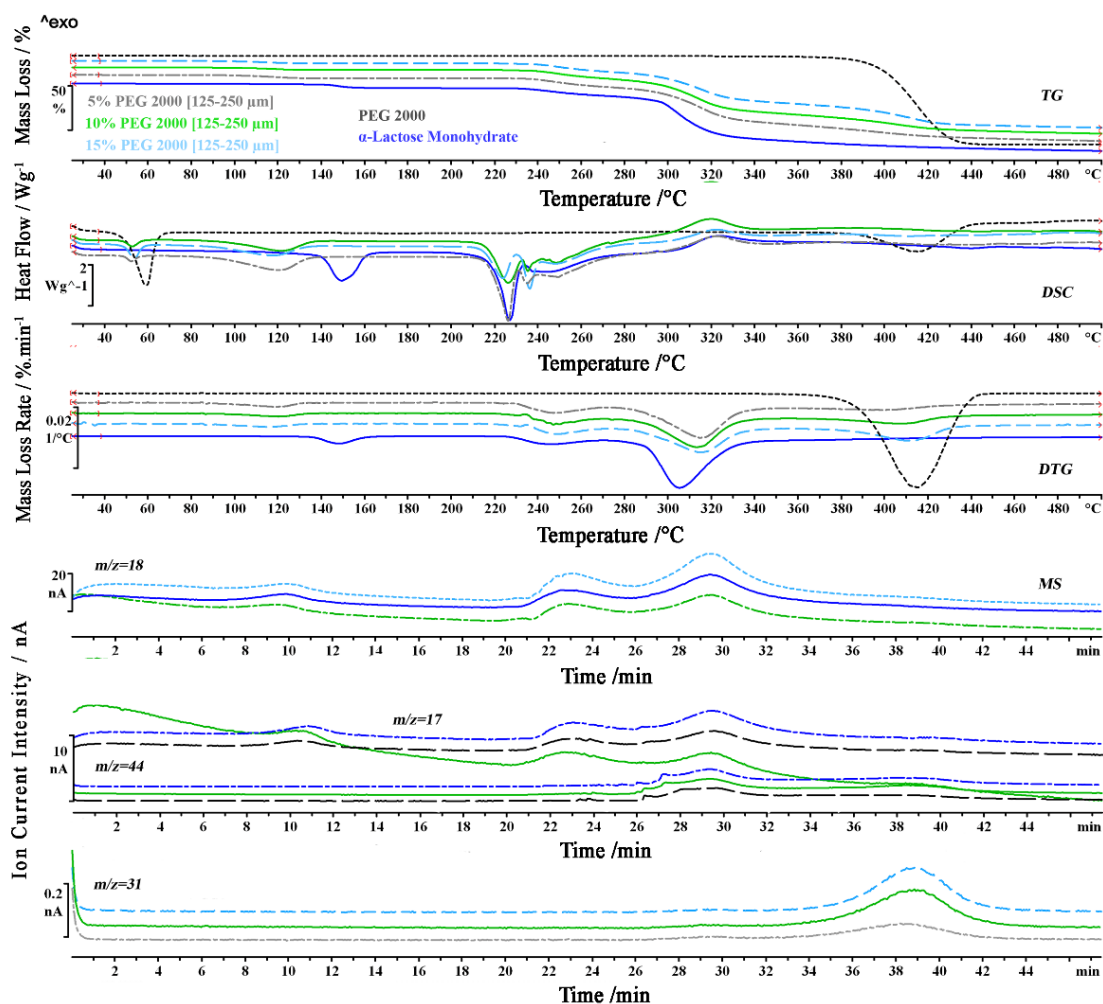 ^exo
Mass Loss / %
50
%
5% PEG 2000 [125-250 µm]
10% PEG 2000 [125-250 µm]
15% PEG 2000 [125-250 µm]
PEG 2000
α-Lactose Monohydrate
TG
40 60 80 100 120 140 160 180 200 220 240 260 280 300 320 340 360 380 400 420 440 460 480 °C
Temperature /°C
Heat Flow / Wg-1
2
Wg^-1
DSC
40 60 80 100 120 140 160 180 200 220 240 260 280 300 320 340 360 380 400 420 440 460 480 °C
Temperature /°C
Mass Loss Rate / %.min-1
0.02
1/°C
DTG
40 60 80 100 120 140 160 180 200 220 240 260 280 300 320 340 360 380 400 420 440 460 480 °C
Temperature /°C
Ion Current Intensity / nA
20
nA
m/z=18
MS
2 4 6 8 10 12 14 16 18 20 22 24 26 28 30 32 34 36 38 40 42 44 min
Time /min
m/z=17
10
nA
m/z=44
2 4 6 8 10 12 14 16 18 20 22 24 26 28 30 32 34 36 38 40 42 44 min
Time /min
0.2
nA
m/z=31
2 4 6 8 10 12 14 16 18 20 22 24 26 28 30 32 34 36 38 40 42 44 min
Time /min